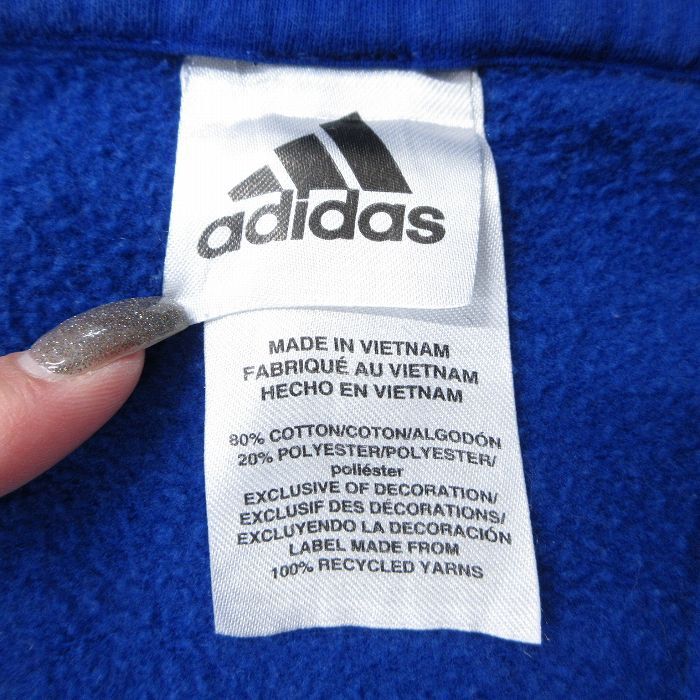 adidas
MADE IN VIETNAM
FABRIQUÉ AU VIETNAM
HECHO EN VIETNAM
80% COTTON/COTON/ALGODÓN
20% POLYESTER/POLYESTER/
poliéster
EXCLUSIVE OF DECORATION/
EXCLUSIF DES DÉCORATIONS/
EXCLUYENDO LA DECORACIÓN
LABEL MADE FROM
100% RECYCLED YARNS